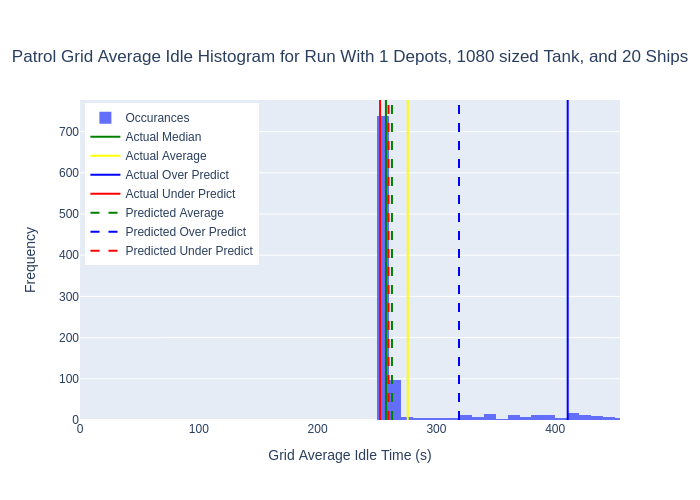 Patrol Grid Average Idle Histogram for Run With 1 Depots, 1080 sized Tank, and 20 Ships
Occurances
Actual Median
Actual Average
Actual Over Predict
Actual Under Predict
Predicted Average
Predicted Over Predict
Predicted Under Predict
700
600
500
400
300
200
100
0
Frequency
0 100 200 300 400
Grid Average Idle Time (s)